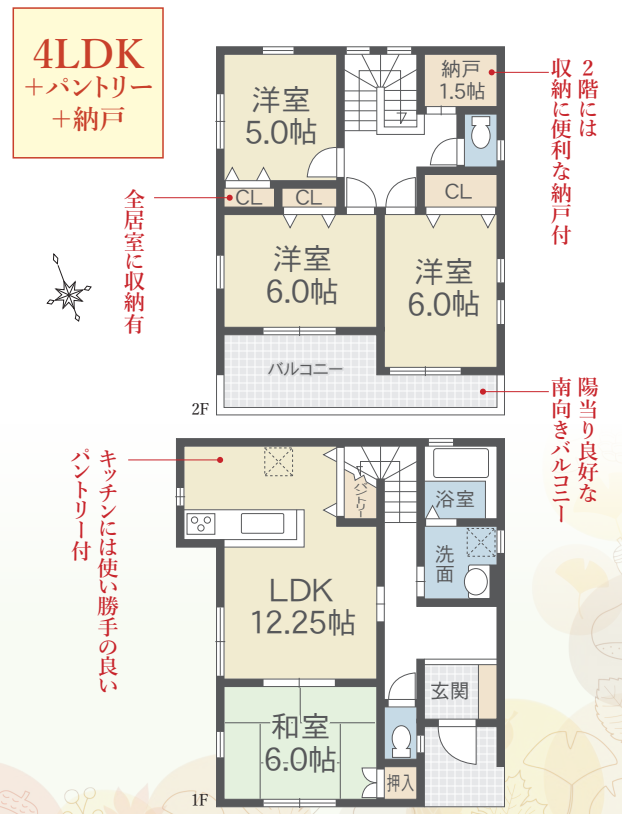 4LDK
+パントリー
+納戸
2階には
収納に便利な納戸付
全居室に収納有
洋室
5.0帖
納戸
1.5帖
CL
CL
CL
洋室
6.0帖
洋室
6.0帖
バルコニー
2F
陽当り良好な
南向きバルコニー
キッチンには使い勝手の良い
パントリー付
パントリー
浴室
洗面
LDK
12.25帖
玄関
和室
6.0帖
押入
1F